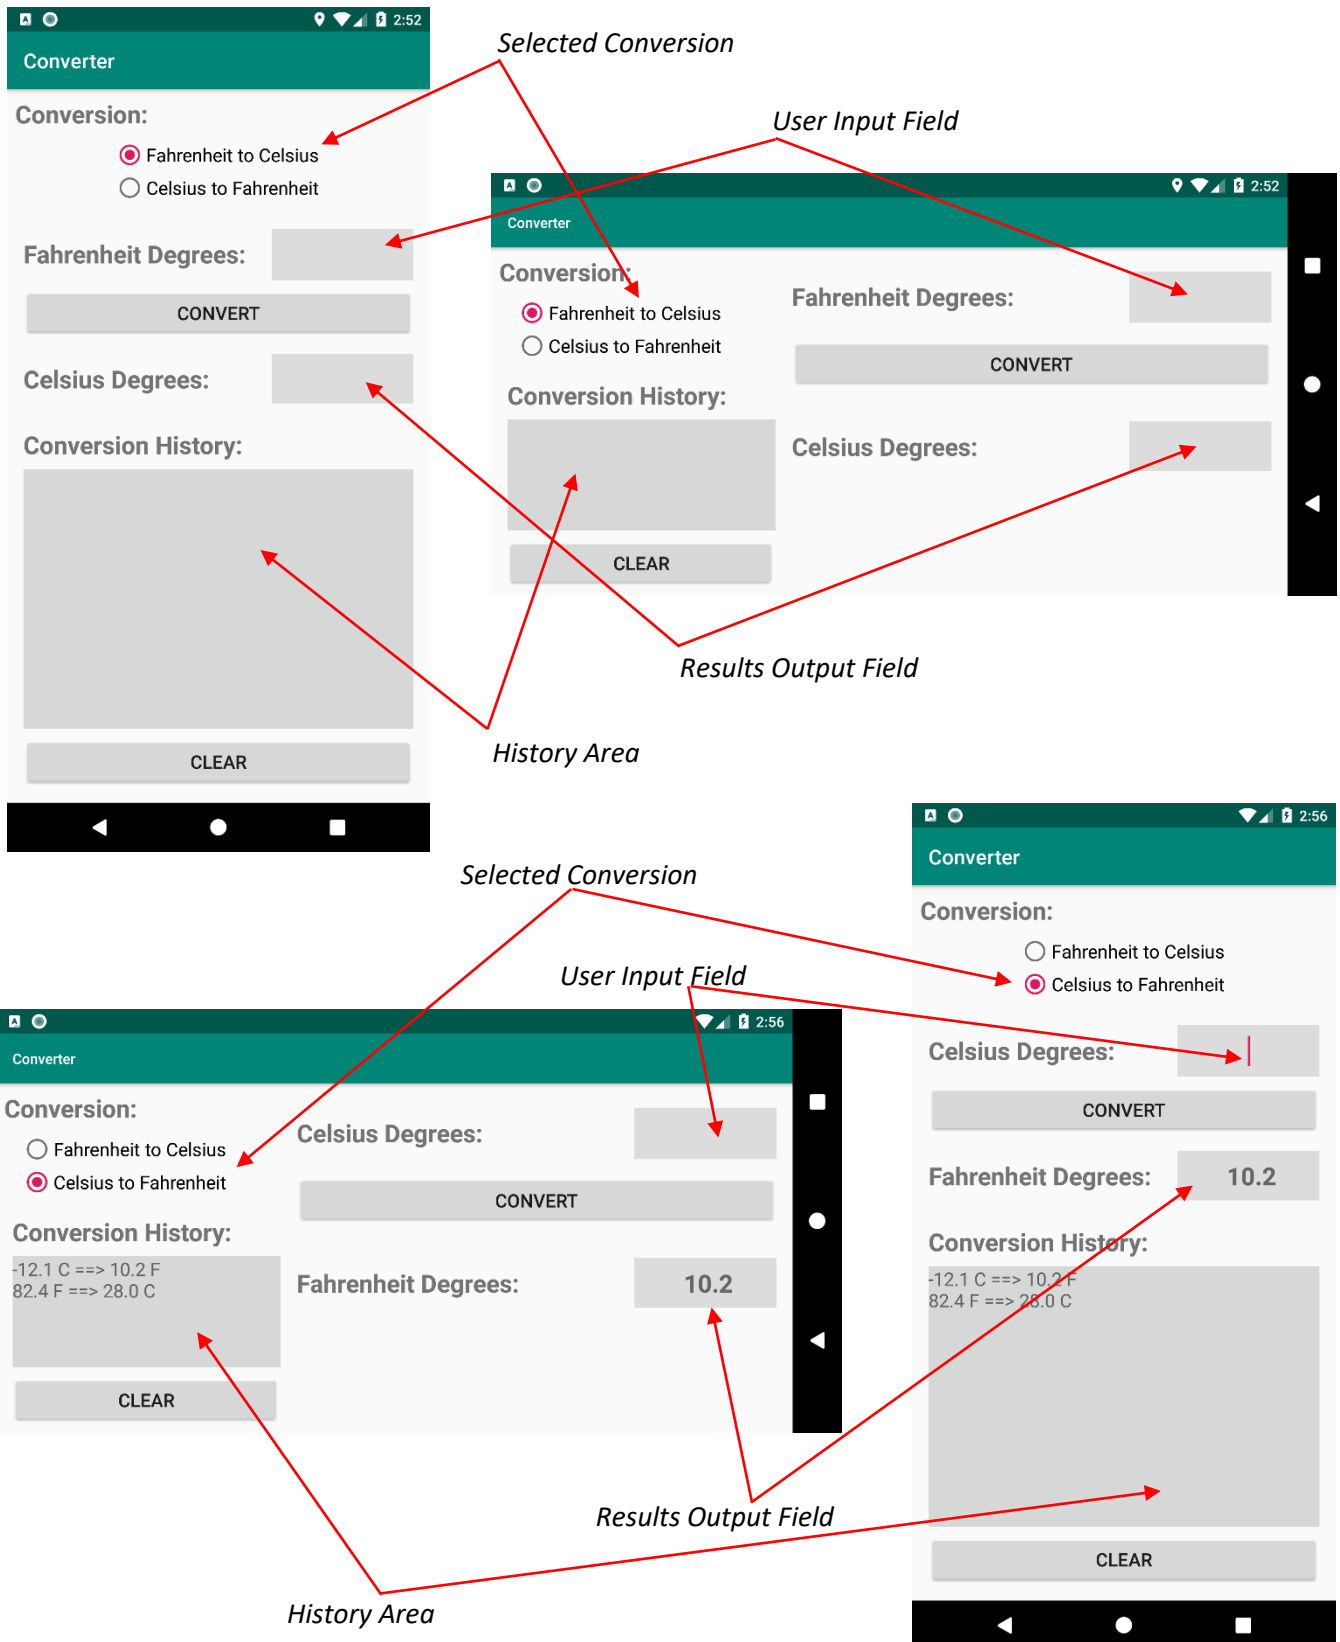 2:52
Converter
Conversion:
Fahrenheit to Celsius
Celsius to Fahrenheit
Fahrenheit Degrees:
CONVERT
Celsius Degrees:
Conversion History:
CLEAR
Selected Conversion
User Input Field
2:52
Converter
Conversion:
Fahrenheit to Celsius
Celsius to Fahrenheit
Conversion History:
CLEAR
Fahrenheit Degrees:
CONVERT
Celsius Degrees:
Results Output Field
History Area
Selected Conversion
User Input Field
2:56
Converter
Conversion:
Fahrenheit to Celsius
Celsius to Fahrenheit
Conversion History:
-12.1 C ==> 10.2 F
82.4 F ==> 28.0 C
CLEAR
Celsius Degrees:
CONVERT
Fahrenheit Degrees: 10.2
2:56
Converter
Conversion:
Fahrenheit to Celsius
Celsius to Fahrenheit
Celsius Degrees:
CONVERT
Fahrenheit Degrees: 10.2
Conversion History:
-12.1 C ==> 10.2 F
82.4 F ==> 28.0 C
CLEAR
Results Output Field
History Area